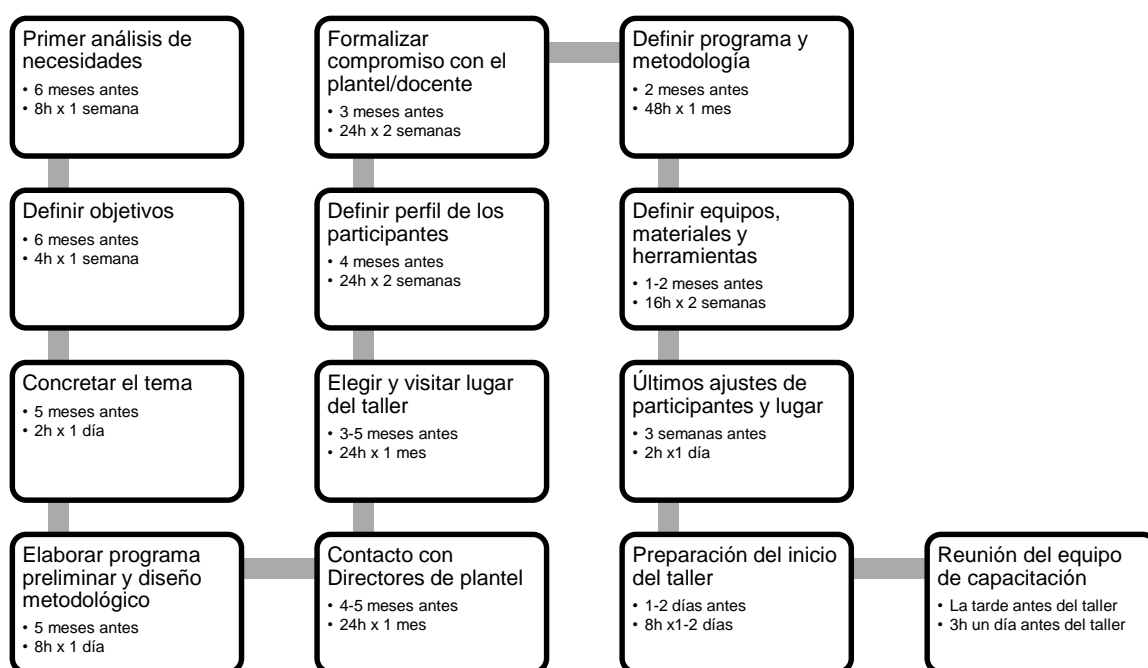 Primer análisis de
necesidades
• 6 meses antes
• 8h x 1 semana
Definir objetivos
• 6 meses antes
• 4h x 1 semana
Concretar el tema
• 5 meses antes
• 2h x 1 día
Elaborar programa
preliminar y diseño
metodológico
• 5 meses antes
• 8h x 1 día
Contacto con
Directores de plantel
• 4-5 meses antes
• 24h x 1 mes
Elegir y visitar lugar
del taller
• 3-5 meses antes
• 24h x 1 mes
Definir perfil de los
participantes
• 4 meses antes
• 24h x 2 semanas
Formalizar
compromiso con el
plantel/docente
• 3 meses antes
• 24h x 2 semanas
Definir programa y
metodología
• 2 meses antes
• 48h x 1 mes
Definir equipos,
materiales y
herramientas
• 1-2 meses antes
• 16h x 2 semanas
Últimos ajustes de
participantes y lugar
• 3 semanas antes
• 2h x1 día
Preparación del inicio
del taller
• 1-2 días antes
• 8h x1-2 días
Reunión del equipo
de capacitación
• La tarde antes del taller
• 3h un día antes del taller